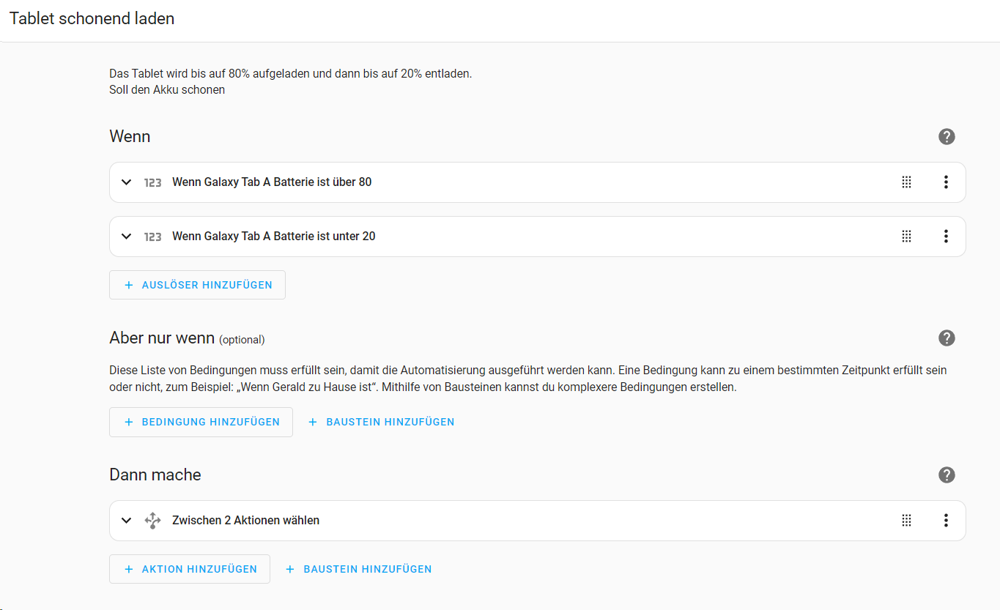 Tablet schonend laden
Das Tablet wird bis auf 80% aufgeladen und dann bis auf 20% entladen.
Soll den Akku schonen
Wenn
123 Wenn Galaxy Tab A Batterie ist über 80
123 Wenn Galaxy Tab A Batterie ist unter 20
+ AUSLÖSER HINZUFÜGEN
Aber nur wenn (optional)
Diese Liste von Bedingungen muss erfüllt sein, damit die Automatisierung ausgeführt werden kann. Eine Bedingung kann zu einem bestimmten Zeitpunkt erfüllt sein
oder nicht, zum Beispiel: „Wenn Gerald zu Hause ist“. Mithilfe von Bausteinen kannst du komplexere Bedingungen erstellen.
+ BEDINGUNG HINZUFÜGEN + BAUSTEIN HINZUFÜGEN
Dann mache
Zwischen 2 Aktionen wählen
+ AKTION HINZUFÜGEN + BAUSTEIN HINZUFÜGEN